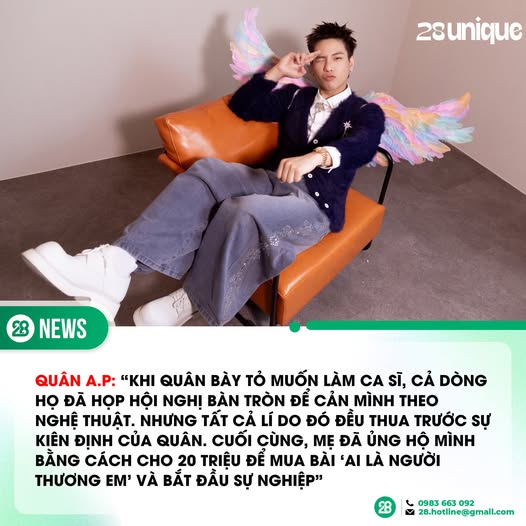 28unique
28 NEWS
QUÂN A.P: “KHI QUÂN BÀY TỎ MUỐN LÀM CA SĨ, CẢ DÒNG
HỌ ĐÃ HỌP HỘI NGHỊ BÀN TRÒN ĐỂ CẢN MÌNH THEO
NGHỆ THUẬT. NHƯNG TẤT CẢ LÍ DO ĐÓ ĐỀU THUA TRƯỚC SỰ
KIÊN ĐỊNH CỦA QUÂN. CUỐI CÙNG, MẸ ĐÃ ỦNG HỘ MÌNH
BẰNG CÁCH CHO 20 TRIỆU ĐỂ MUA BÀI ‘AI LÀ NGƯỜI
THƯƠNG EM’ VÀ BẮT ĐẦU SỰ NGHIỆP”
28
0983 663 092
28.hotline@gmail.com